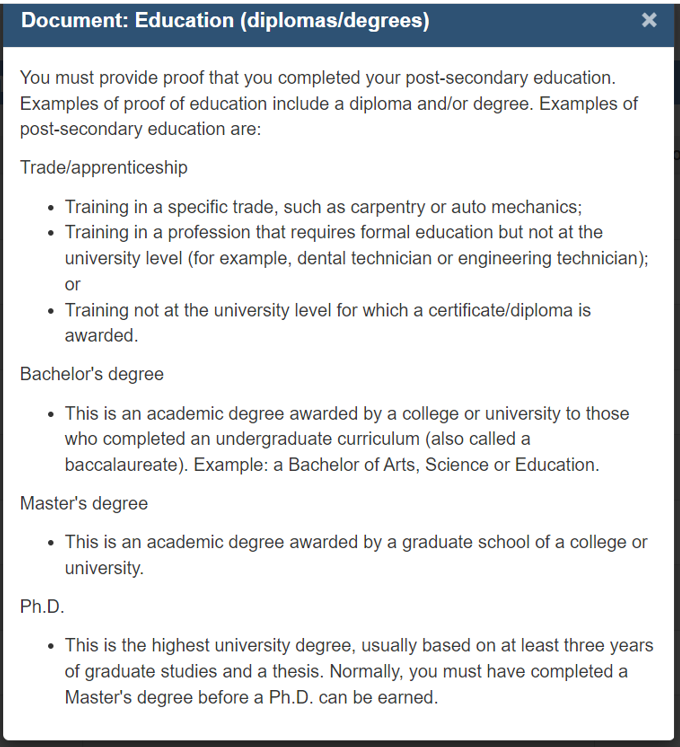 Document: Education (diplomas/degrees)
×
You must provide proof that you completed your post-secondary education.
Examples of proof of education include a diploma and/or degree. Examples of
post-secondary education are:
Trade/apprenticeship
• Training in a specific trade, such as carpentry or auto mechanics;
• Training in a profession that requires formal education but not at the
university level (for example, dental technician or engineering technician);
or
• Training not at the university level for which a certificate/diploma is
awarded.
Bachelor's degree
• This is an academic degree awarded by a college or university to those
who completed an undergraduate curriculum (also called a
baccalaureate). Example: a Bachelor of Arts, Science or Education.
Master's degree
• This is an academic degree awarded by a graduate school of a college or
university.
Ph.D.
• This is the highest university degree, usually based on at least three years
of graduate studies and a thesis. Normally, you must have completed a
Master's degree before a Ph.D. can be earned.